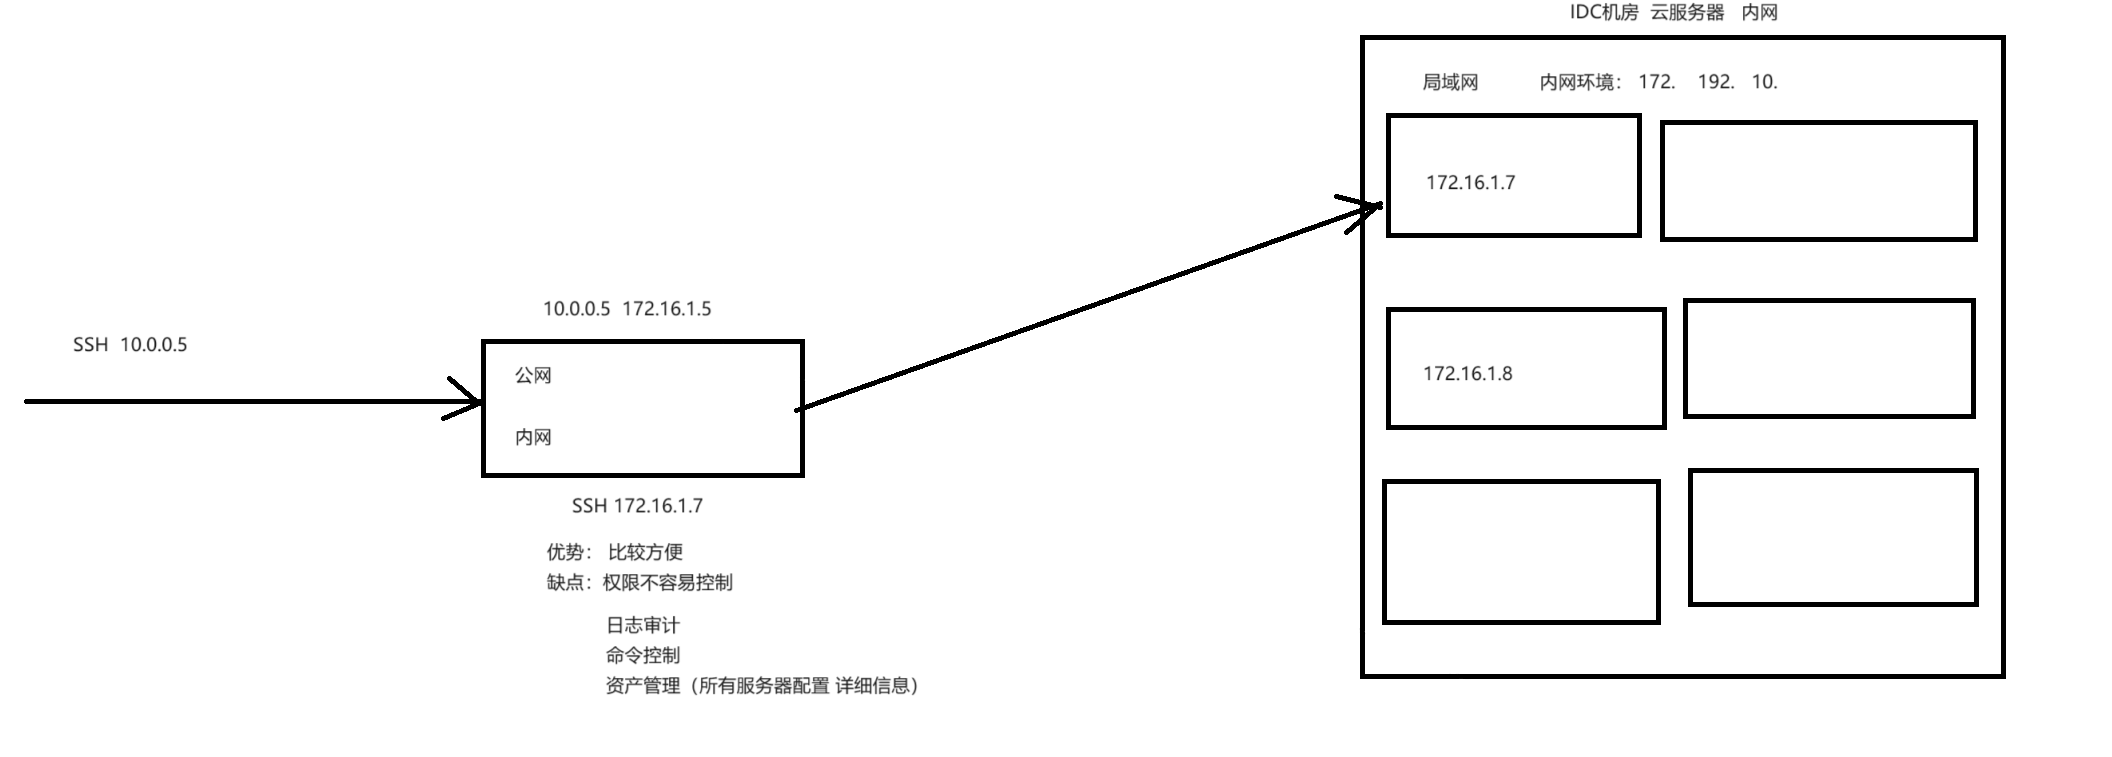 IDC机房 云服务器 内网
局域网 内网环境： 172. 192. 10.
172.16.1.7
10.0.0.5 172.16.1.5
SSH 10.0.0.5
公网
172.16.1.8
内网
SSH 172.16.1.7
优势： 比较方便
缺点：权限不容易控制
日志审计
命令控制
资产管理（所有服务器配置 详细信息）